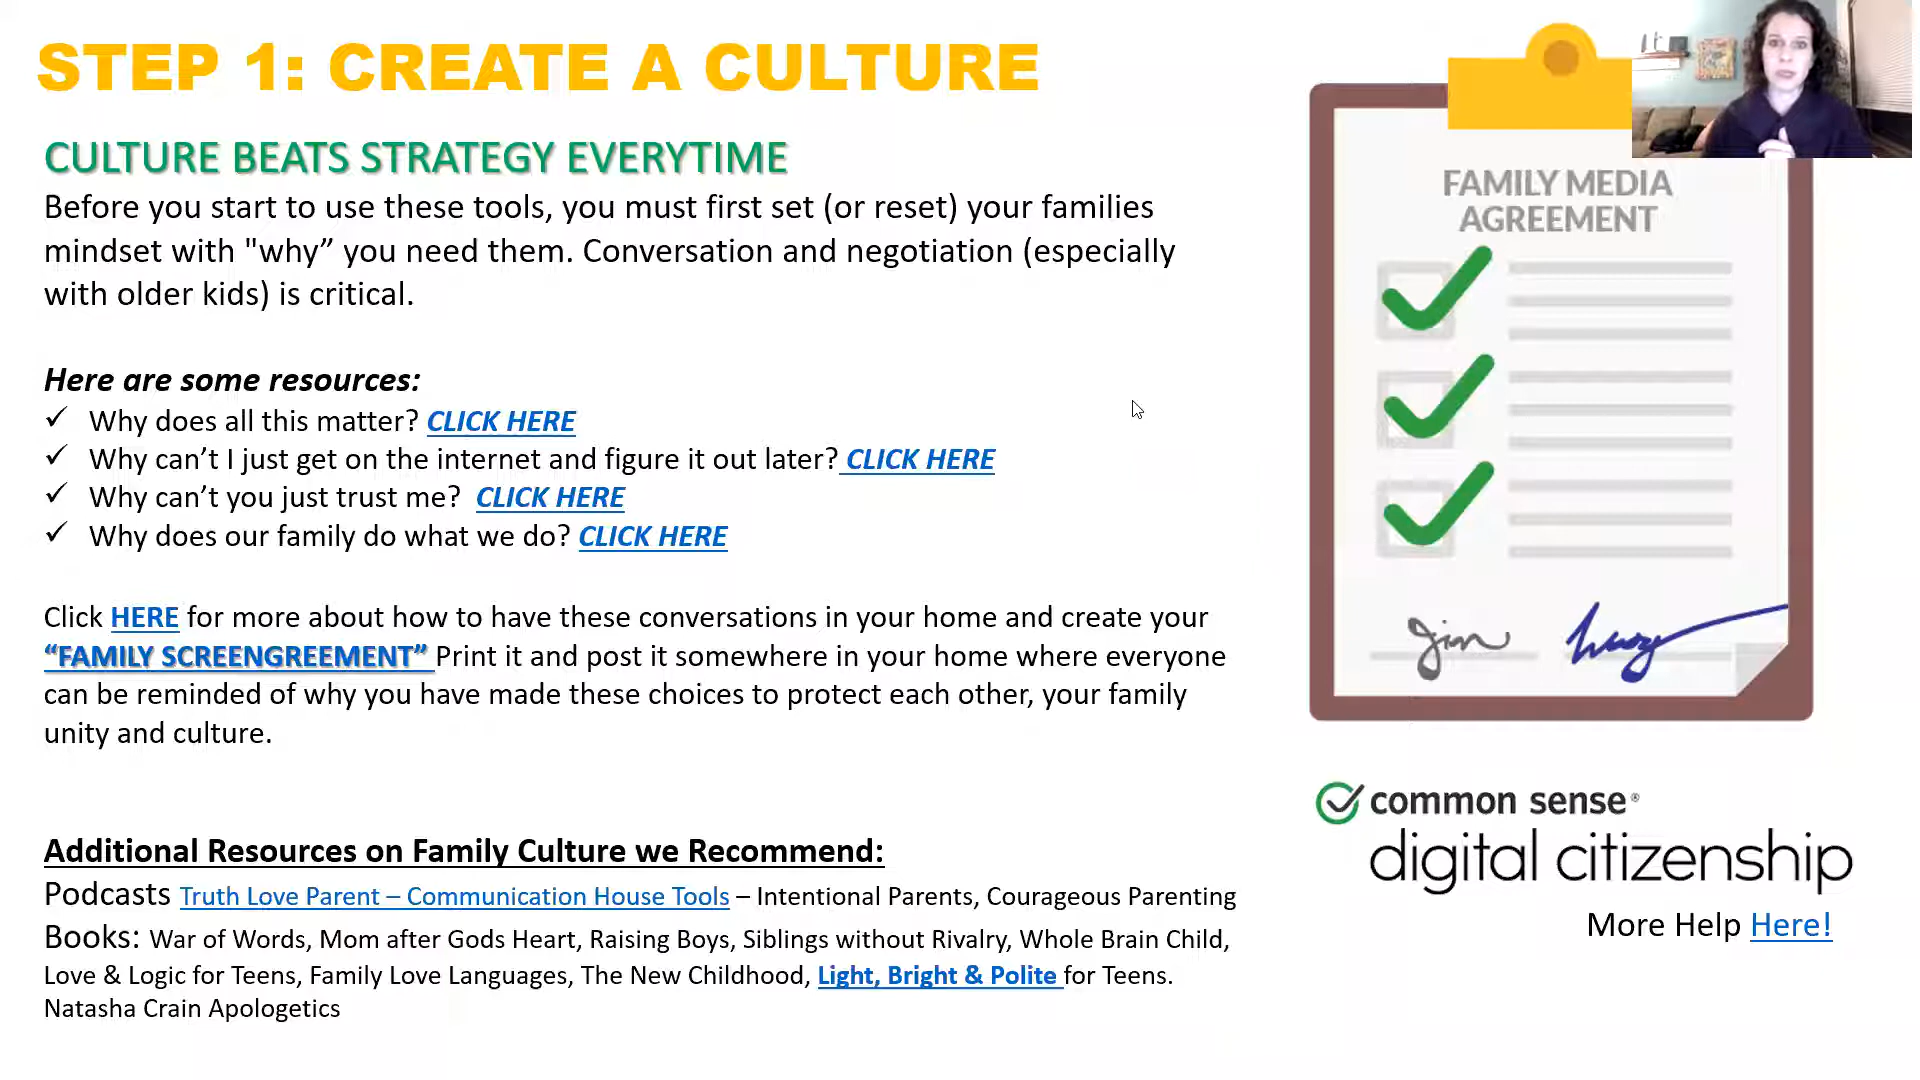 STEP 1: CREATE A CULTURE
CULTURE BEATS STRATEGY EVERYTIME
Before you start to use these tools, you must first set (or reset) your families
mindset with "why” you need them. Conversation and negotiation (especially
with older kids) is critical.
Here are some resources:
✓ Why does all this matter? CLICK HERE
✓ Why can’t I just get on the internet and figure it out later? CLICK HERE
✓ Why can’t you just trust me? CLICK HERE
✓ Why does our family do what we do? CLICK HERE
Click HERE for more about how to have these conversations in your home and create your
“FAMILY SCREENGREEMENT” Print it and post it somewhere in your home where everyone
can be reminded of why you have made these choices to protect each other, your family
unity and culture.
Additional Resources on Family Culture we Recommend:
Podcasts Truth Love Parent – Communication House Tools – Intentional Parents, Courageous Parenting
Books: War of Words, Mom after Gods Heart, Raising Boys, Siblings without Rivalry, Whole Brain Child,
Love & Logic for Teens, Family Love Languages, The New Childhood, Light, Bright & Polite for Teens.
Natasha Crain Apologetics
FAMILY MEDIA
AGREEMENT
Jim
common sense®
digital citizenship
More Help Here!